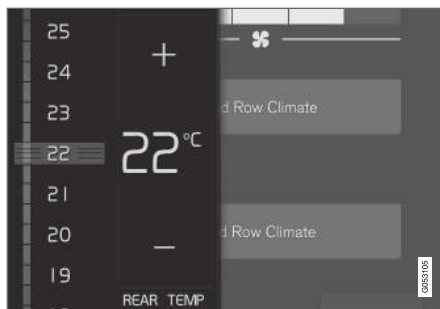 25
24
23
22
21
20
19
+
22°C
−
REAR TEMP
d Row Climate
d Row Climate
G053105